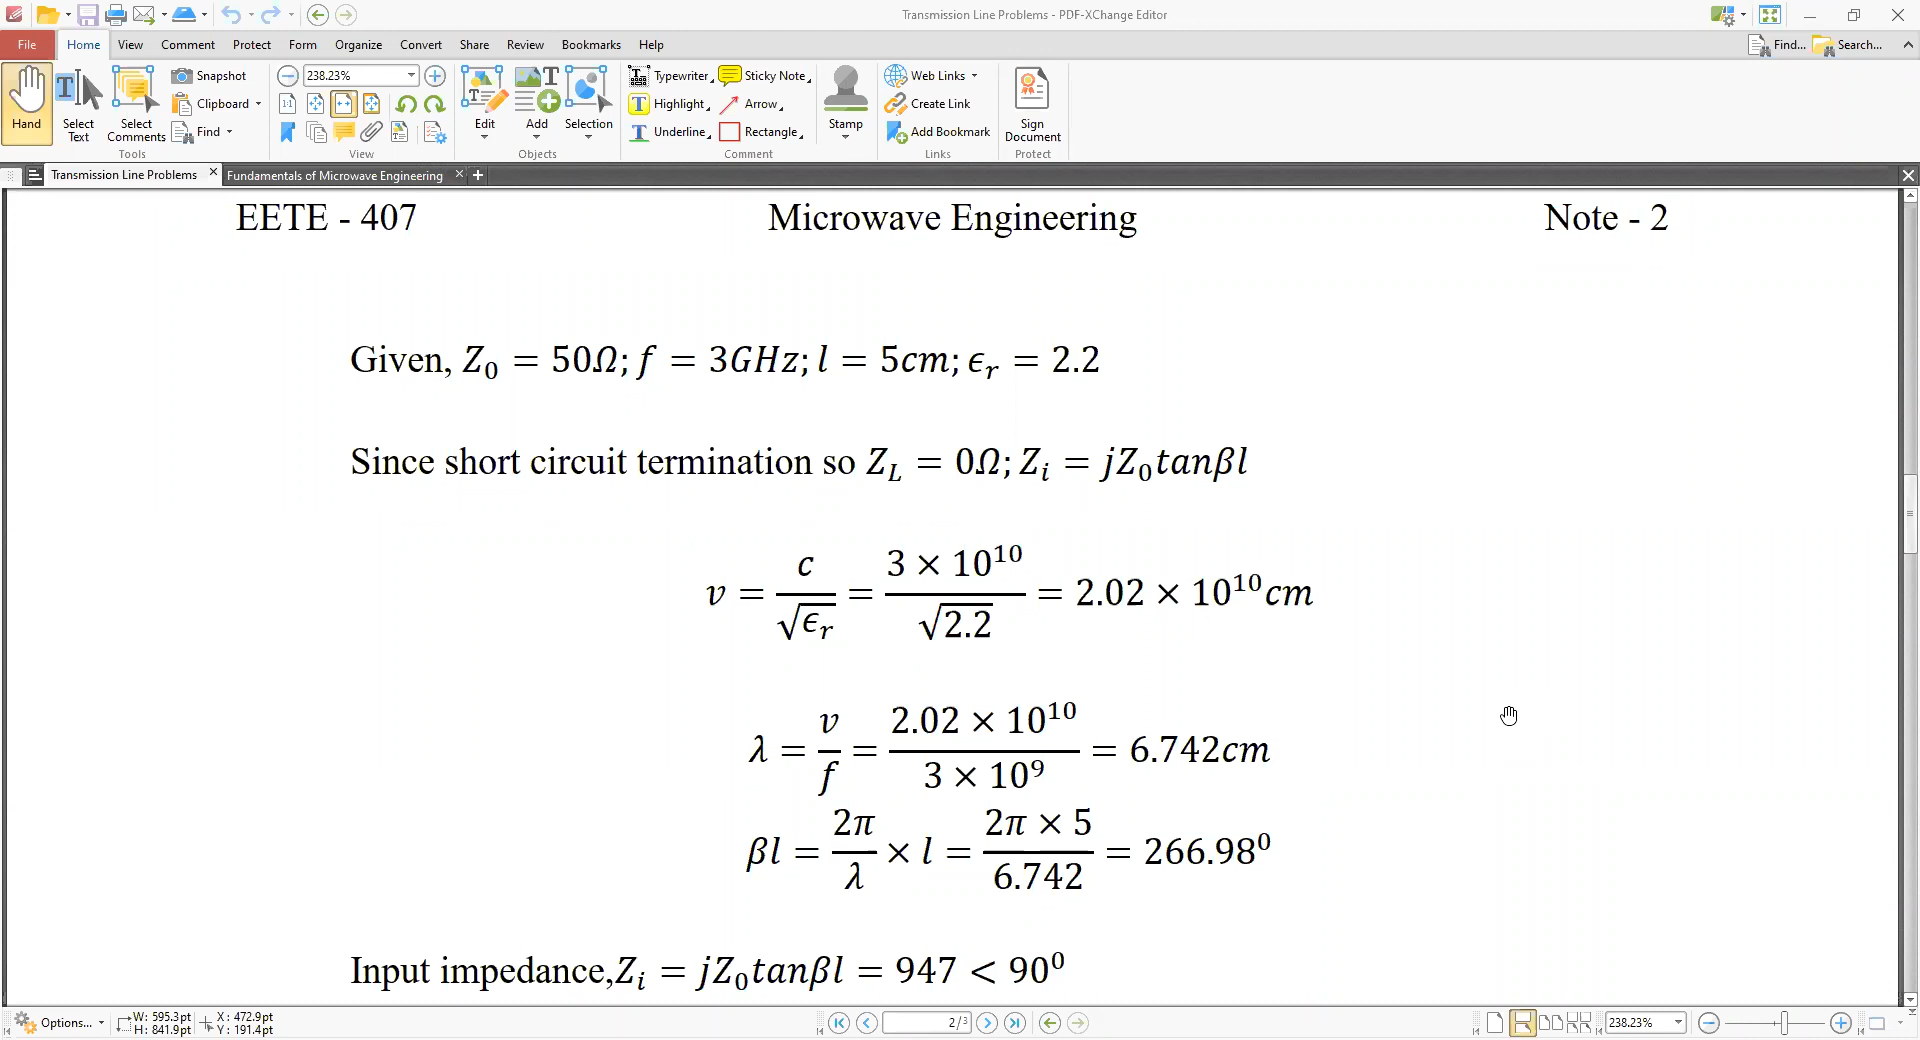 Transmission Line Problems - PDF-XChange Editor
File Home View Comment Protect Form Organize Convert Share Review Bookmarks Help Find... Search...
Hand
Select Text
Select Comments
Snapshot
Clipboard
Find
Tools
238.23%
1:1
View
Edit
Add
Selection
Objects
Typewriter
Highlight
Underline
Sticky Note
Arrow
Rectangle
Stamp
Comment
Web Links
Create Link
Add Bookmark
Links
Sign Document
Protect
Transmission Line Problems Fundamentals of Microwave Engineering
EETE - 407 Microwave Engineering Note - 2
Given, Z₀ = 50Ω; f = 3GHz; l = 5cm; ϵᵣ = 2.2
Since short circuit termination so Z_L = 0Ω; Zᵢ = jZ₀tanβl
v = c/√ϵᵣ = 3 × 10¹⁰/√2.2 = 2.02 × 10¹⁰cm
λ = v/f = 2.02 × 10¹⁰/3 × 10⁹ = 6.742cm
βl = 2π/λ × l = 2π × 5/6.742 = 266.98⁰
Input impedance,Zᵢ = jZ₀tanβl = 947 < 90⁰
Options... W: 595.3pt H: 841.9pt X: 472.9pt Y: 191.4pt 2/3 238.23%